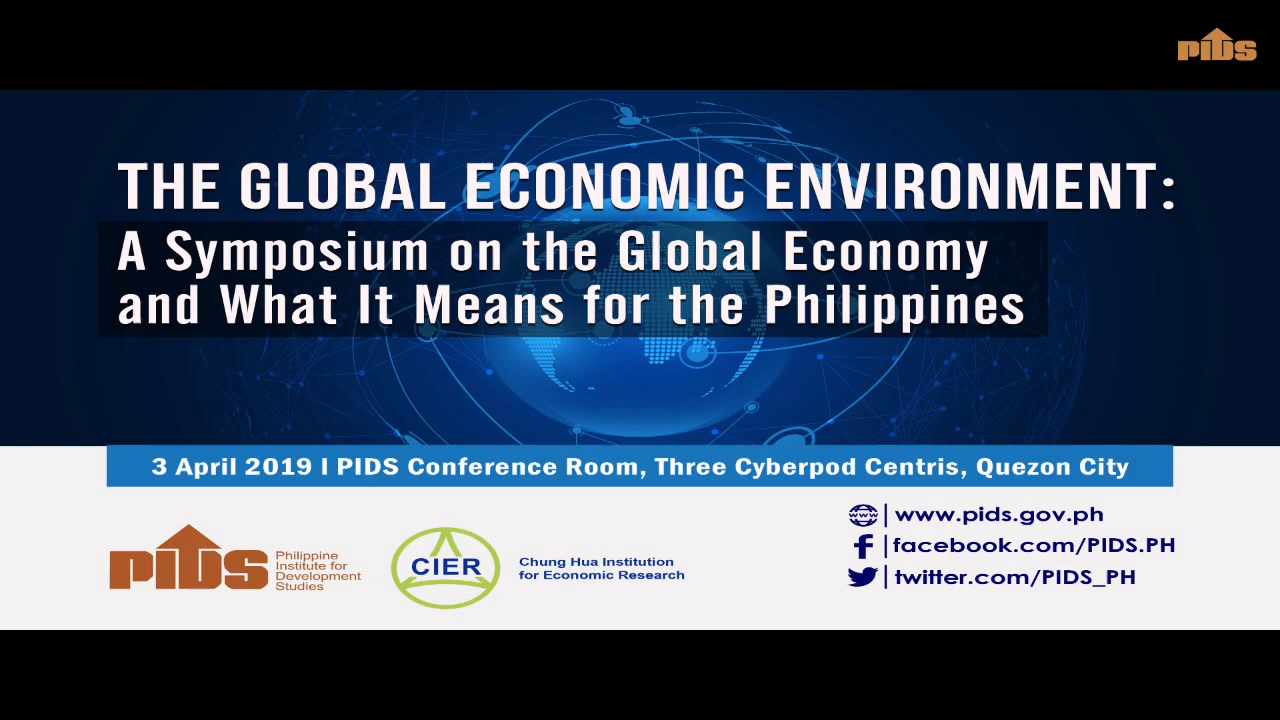 PIDS
THE GLOBAL ECONOMIC ENVIRONMENT:
A Symposium on the Global Economy
and What It Means for the Philippines
3 April 2019 I PIDS Conference Room, Three Cyberpod Centris, Quezon City
PIDS
Philippine
Institute for
Development
Studies
CIER
Chung Hua Institution
for Economic Research
www
www.pids.gov.ph
facebook.com/PIDS.PH
twitter.com/PIDS_PH